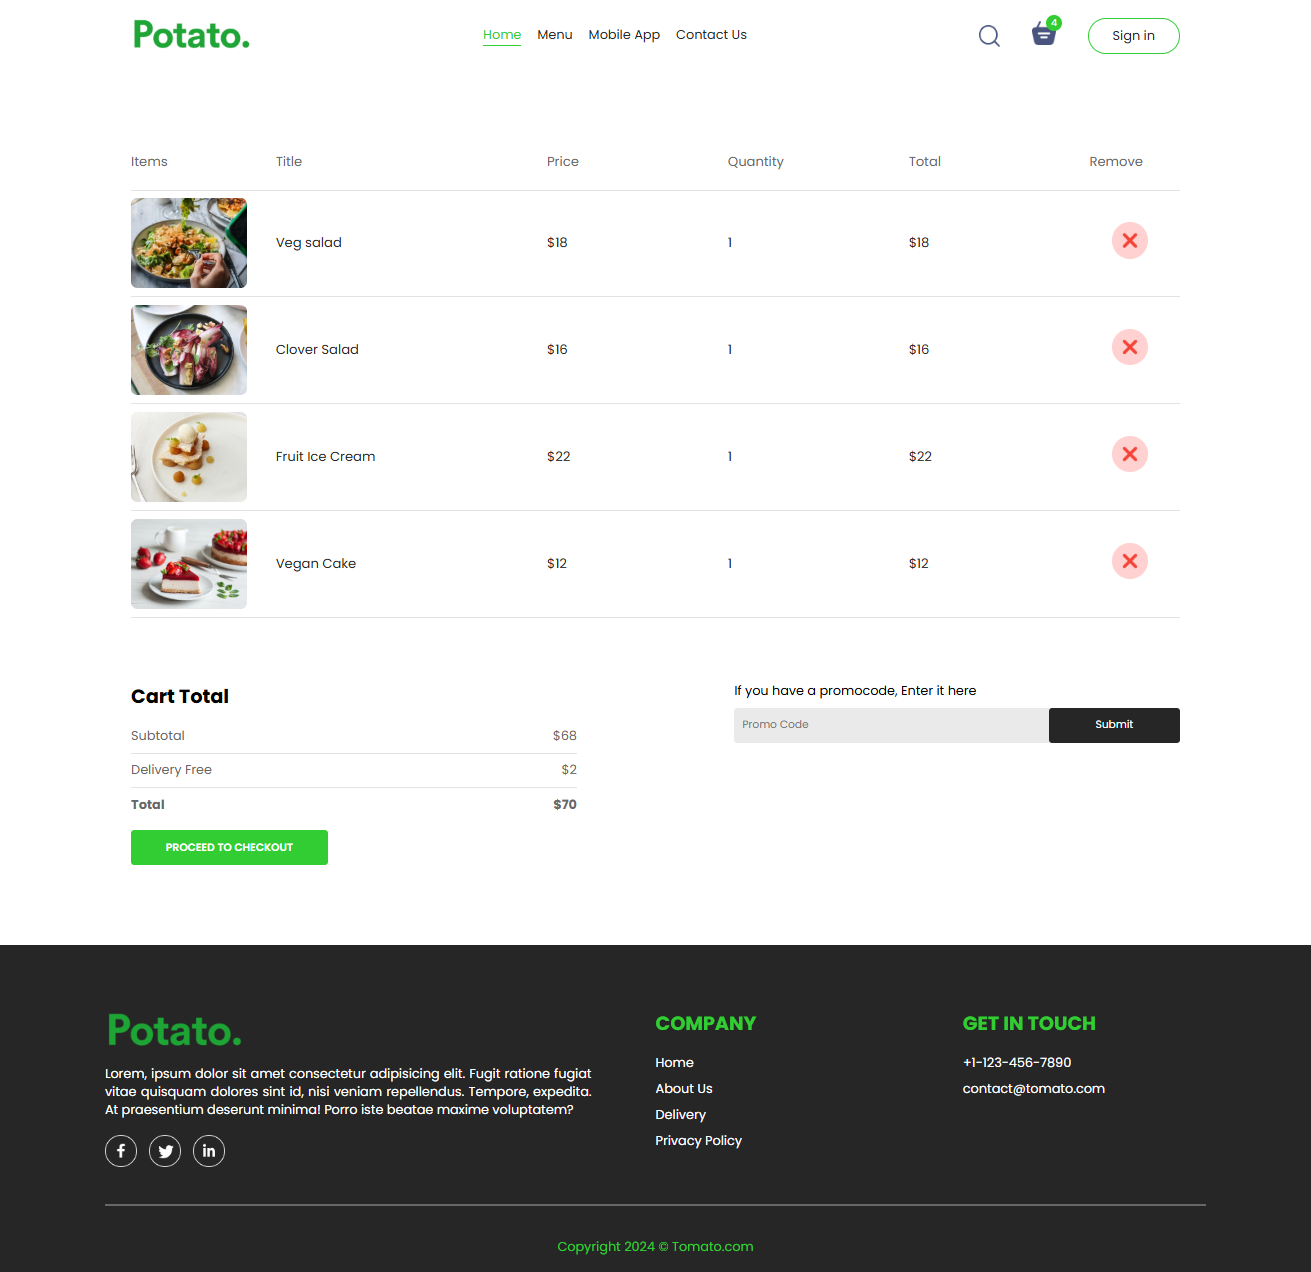 Potato.
Home Menu Mobile App Contact Us
4
Sign in
Items Title Price Quantity Total Remove
Veg salad $18 1 $18
Clover Salad $16 1 $16
Fruit Ice Cream $22 1 $22
Vegan Cake $12 1 $12
Cart Total
Subtotal $68
Delivery Free $2
Total $70
PROCEED TO CHECKOUT
If you have a promocode, Enter it here
Promo Code Submit
Potato.
Lorem, ipsum dolor sit amet consectetur adipisicing elit. Fugit ratione fugiat
vitae quisquam dolores sint id, nisi veniam repellendus. Tempore, expedita.
At praesentium deserunt minima! Porro iste beatae maxime voluptatem?
COMPANY
Home
About Us
Delivery
Privacy Policy
GET IN TOUCH
+1-123-456-7890
contact@tomato.com
Copyright 2024 © Tomato.com